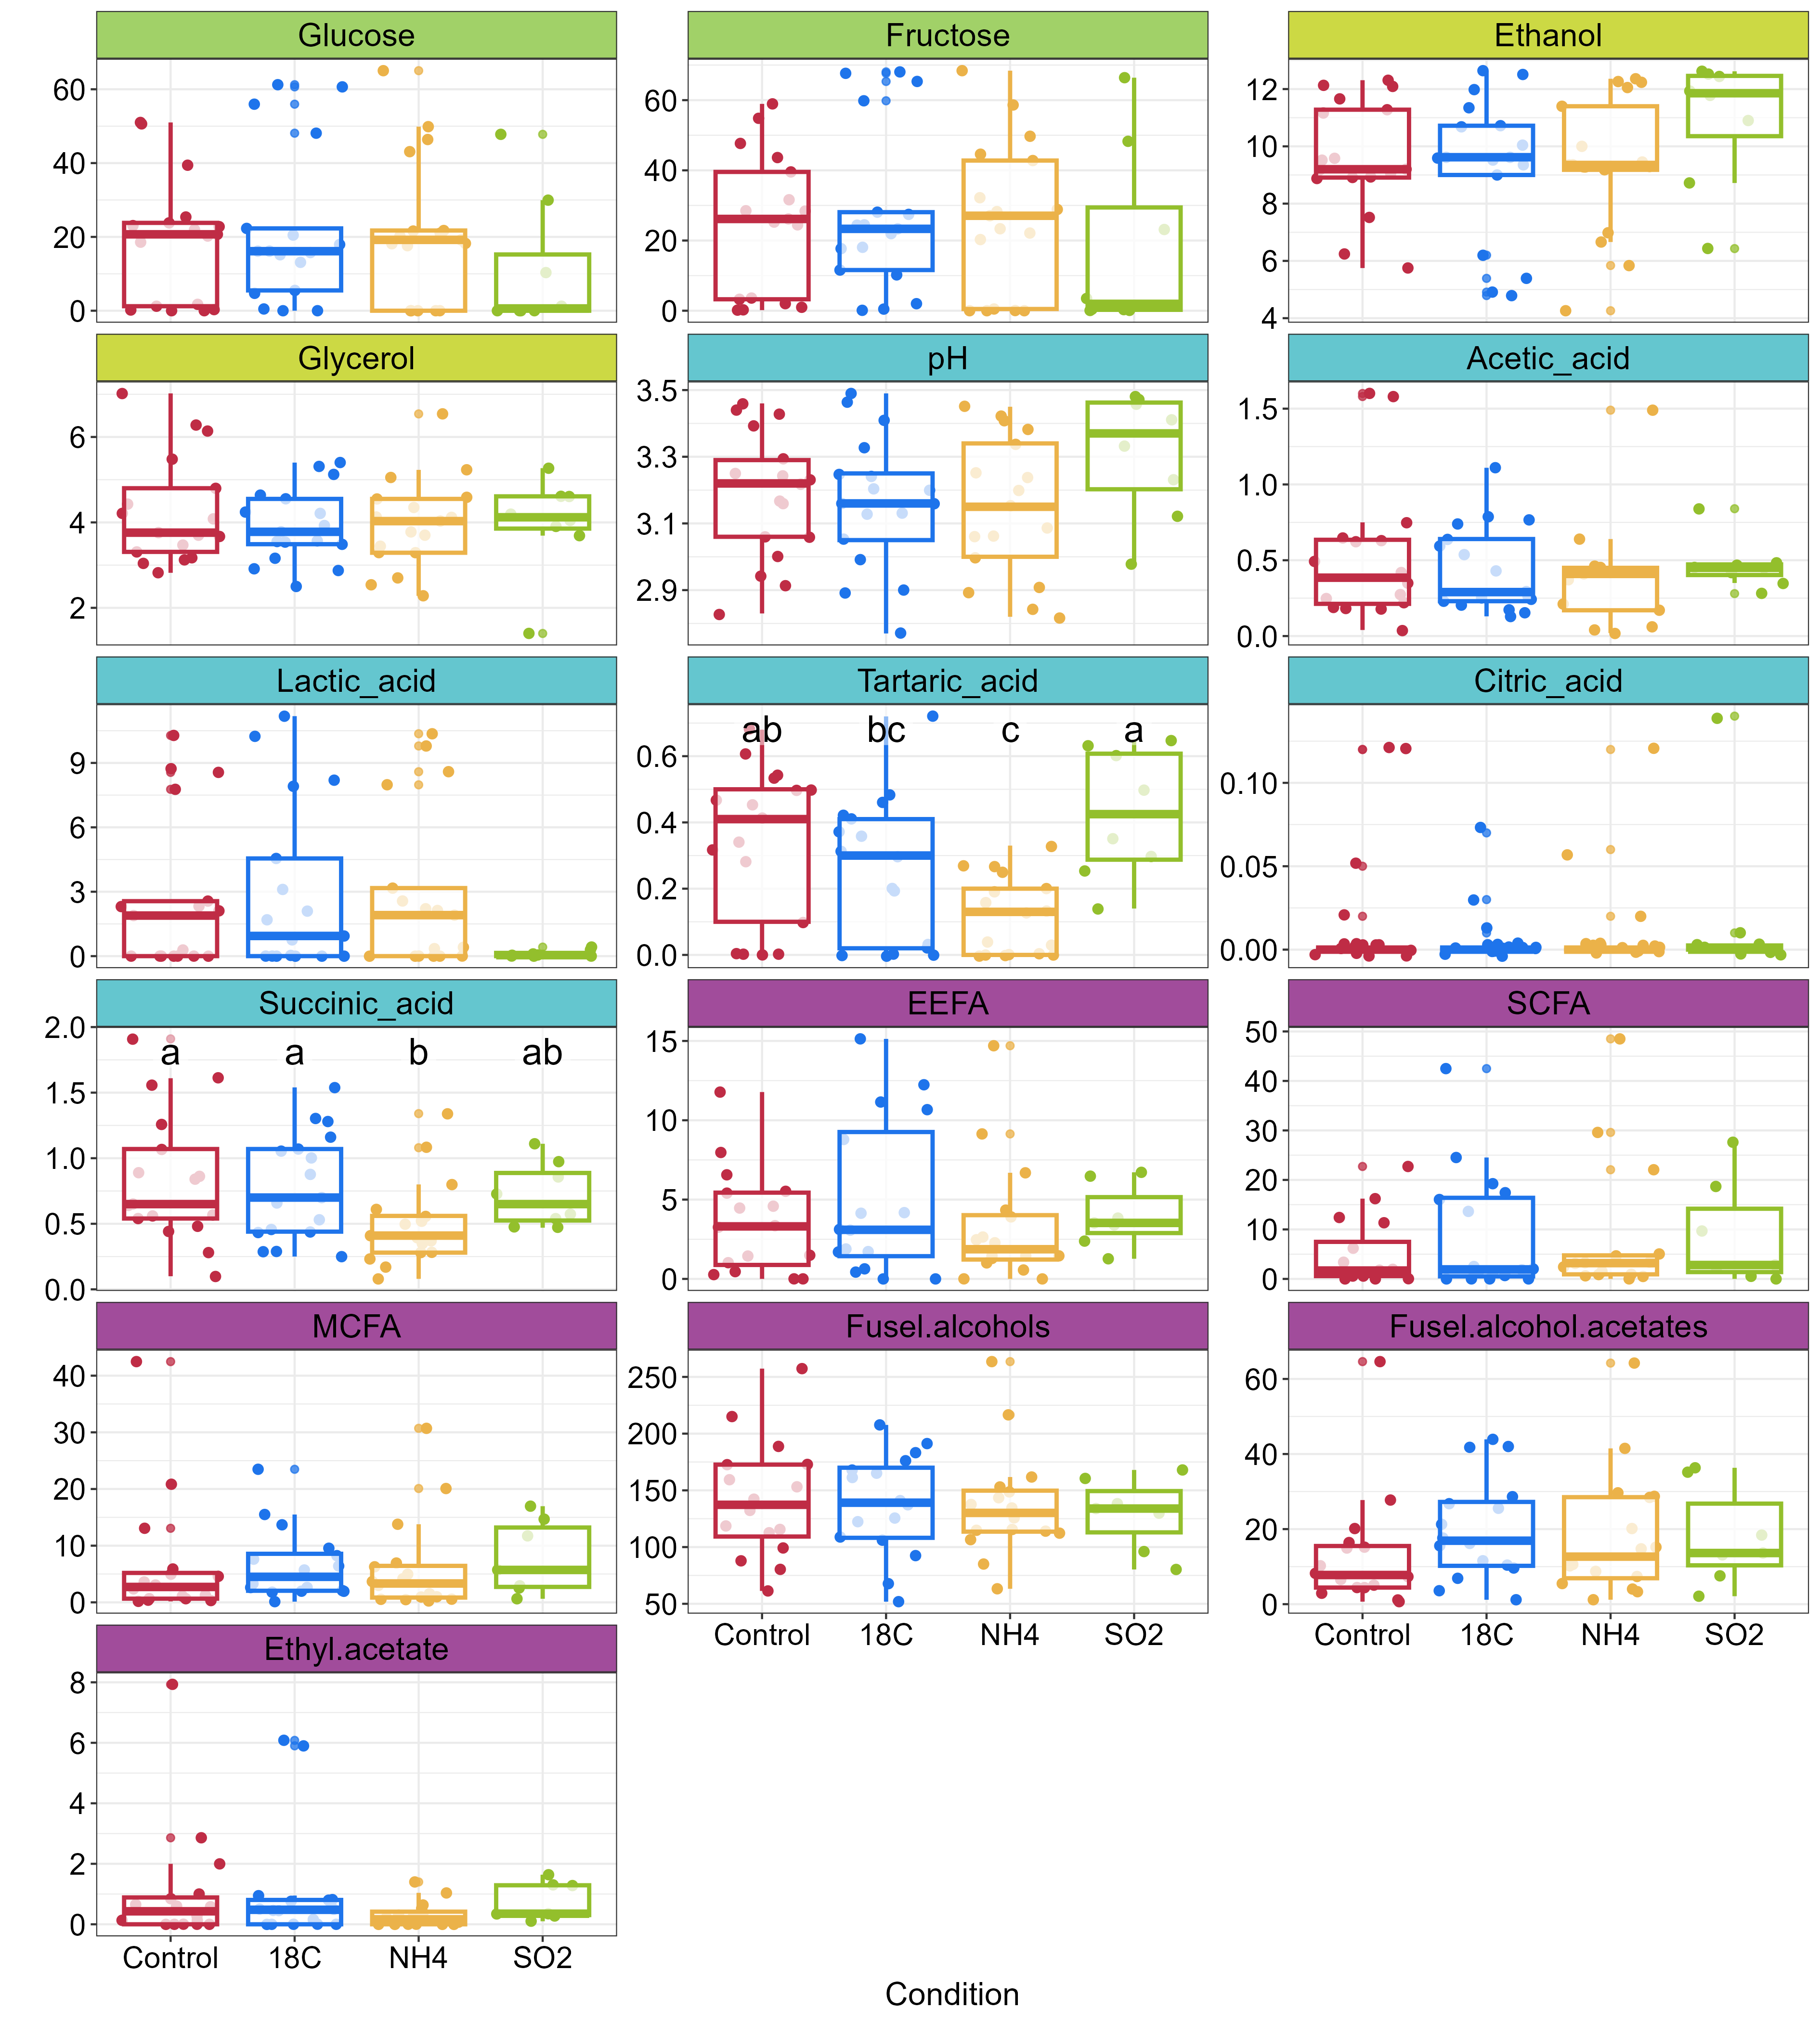 Glucose Fructose Ethanol
60 60 12
40 40 10
20 20 8
0 0 6
4
Glycerol pH Acetic_acid
6 3.5 1.5
4 3.3 1.0
2 3.1 0.5
2.9 0.0
Lactic_acid Tartaric_acid Citric_acid
ab bc c a
9 0.6 0.10
6 0.4 0.05
3 0.2 0.00
0 0.0
Succinic_acid EEFA SCFA
a a b ab
2.0 15 50
1.5 10 40
1.0 5 30
0.5 0 20
0.0 10
0
MCFA Fusel.alcohols Fusel.alcohol.acetates
40 250 60
30 200 40
20 150 20
10 100 0
0 50
Control 18C NH4 SO2 Control 18C NH4 SO2
Ethyl.acetate
8
6
4
2
0
Control 18C NH4 SO2
Condition